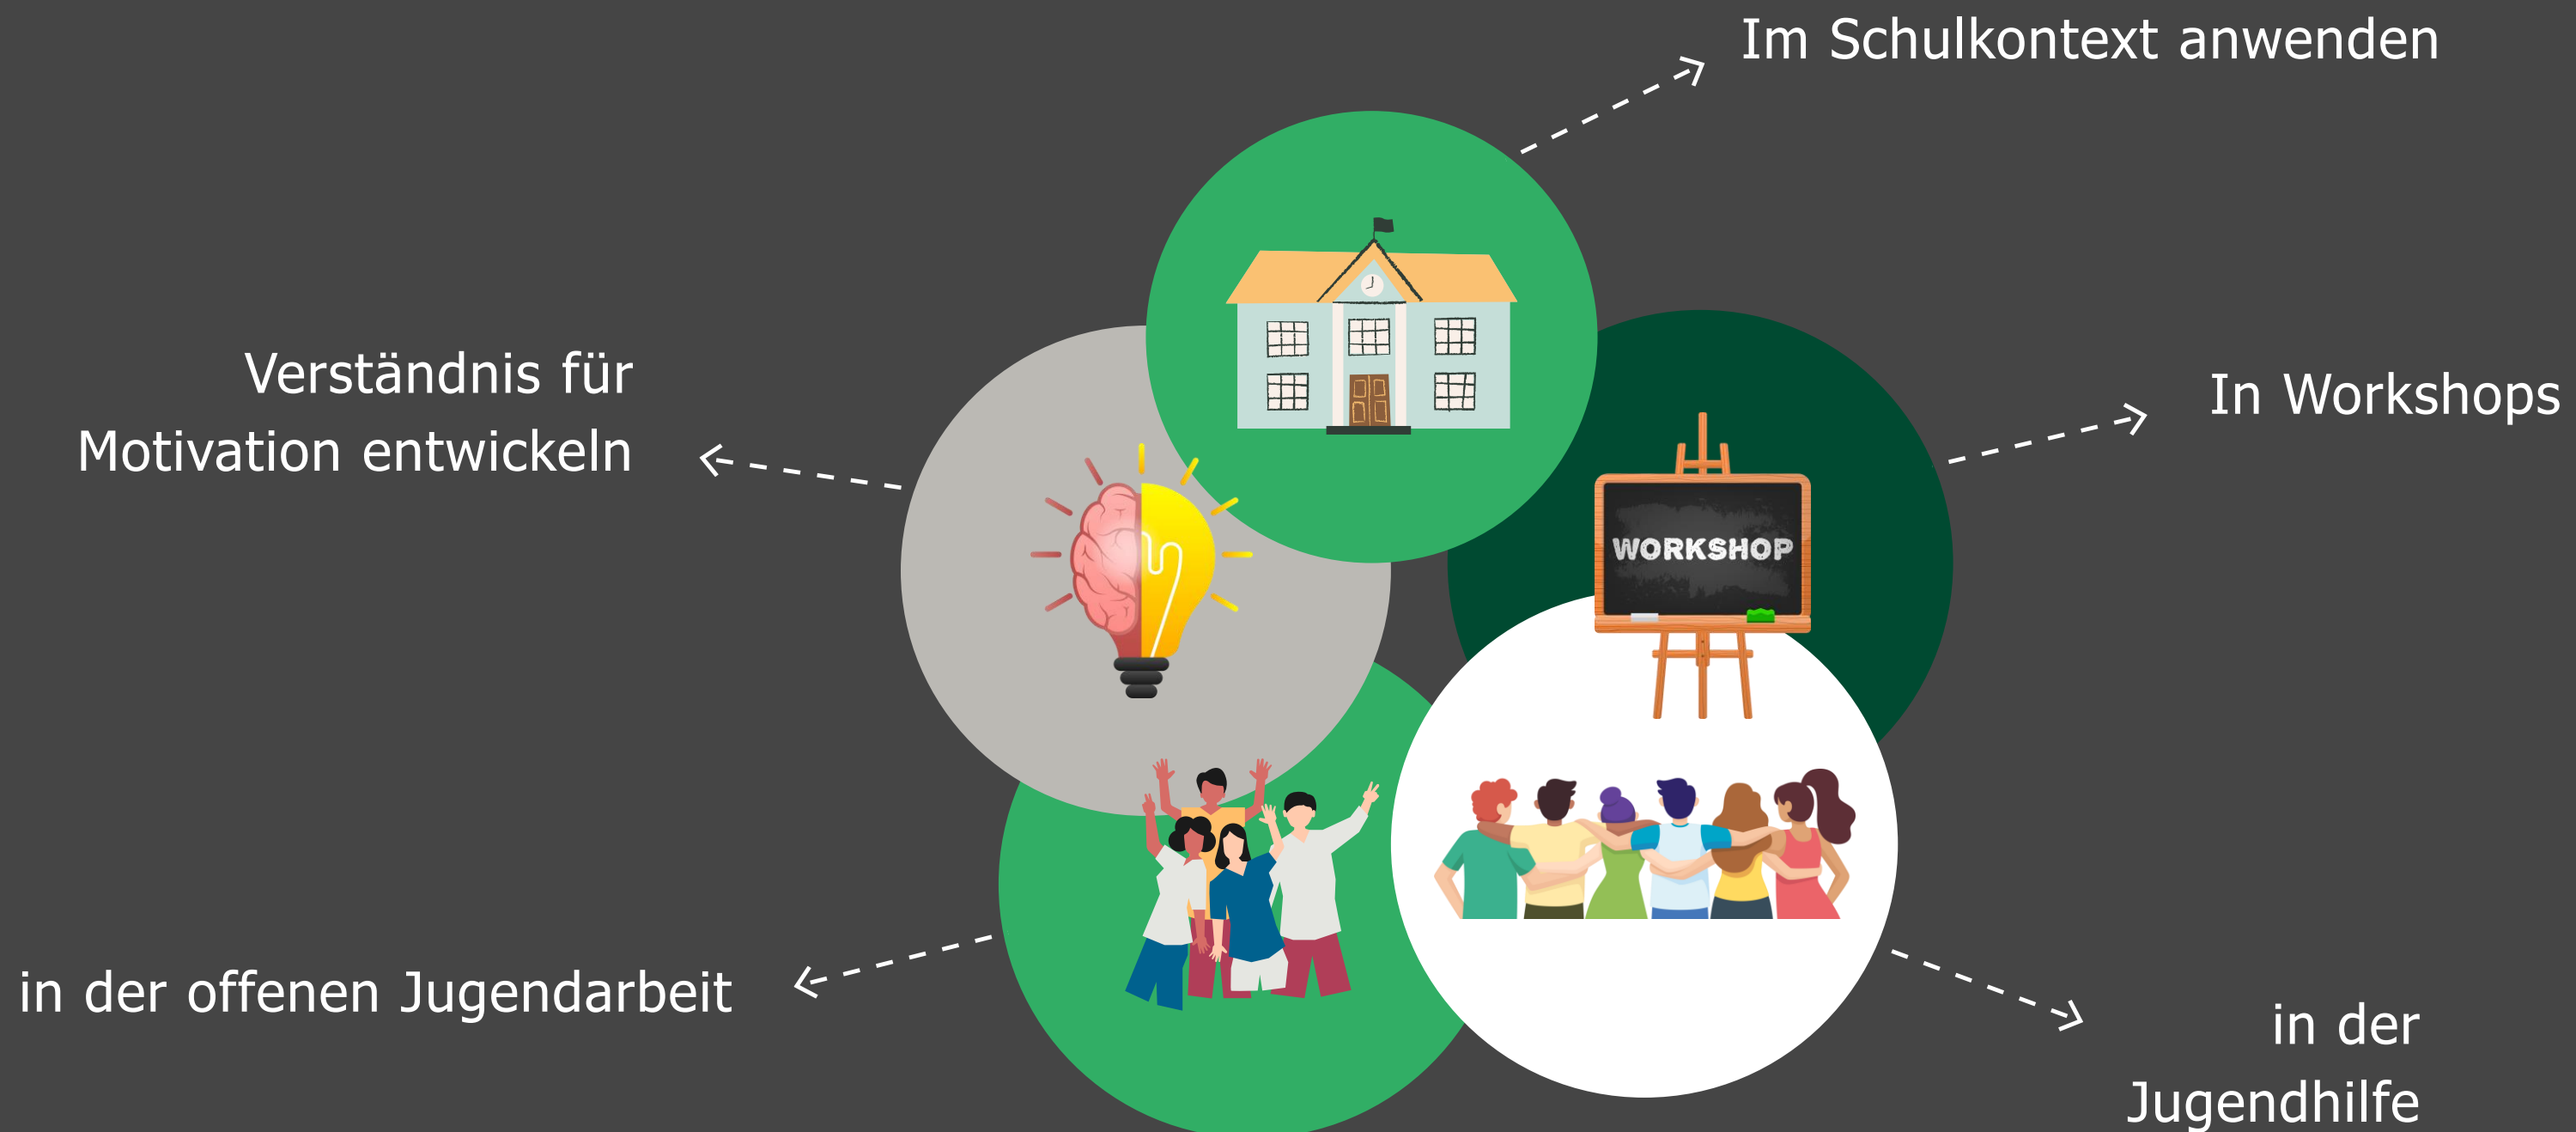 Im Schulkontext anwenden
Verständnis für
Motivation entwickeln
In Workshops
WORKSHOP
in der offenen Jugendarbeit
in der
Jugendhilfe